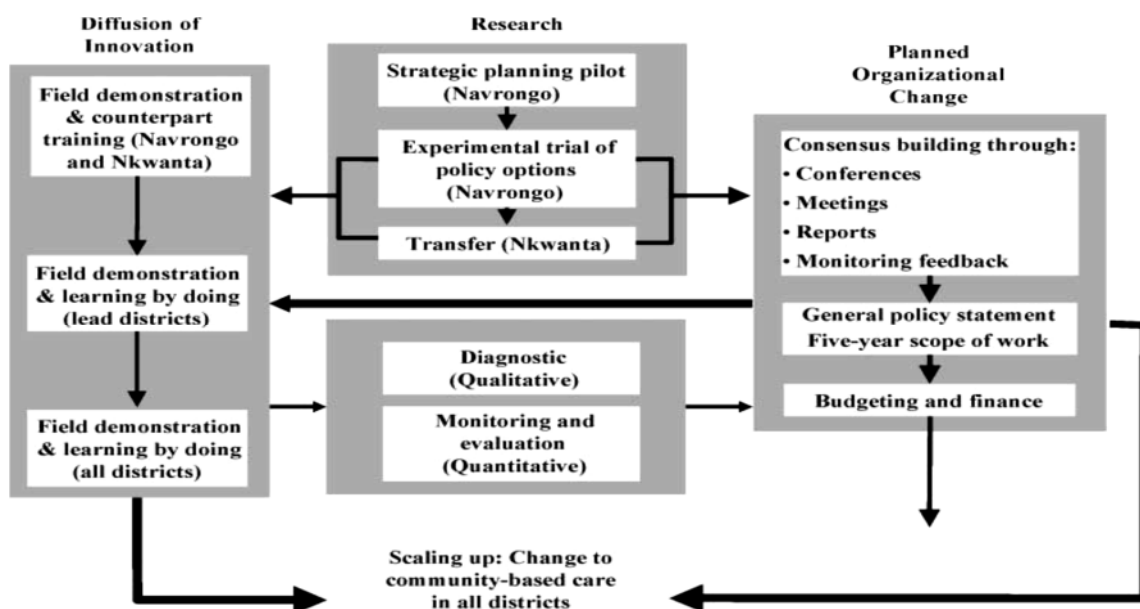 Diffusion of
Innovation
Field demonstration
& counterpart
training (Navrongo
and Nkwanta)
Field demonstration
& learning by doing
(lead districts)
Field demonstration
& learning by doing
(all districts)
Research
Strategic planning pilot
(Navrongo)
Experimental trial of
policy options
(Navrongo)
Transfer (Nkwanta)
Diagnostic
(Qualitative)
Monitoring and
evaluation
(Quantitative)
Planned
Organizational
Change
Consensus building through:
• Conferences
• Meetings
• Reports
• Monitoring feedback
General policy statement
Five-year scope of work
Budgeting and finance
Scaling up: Change to
community-based care
in all districts